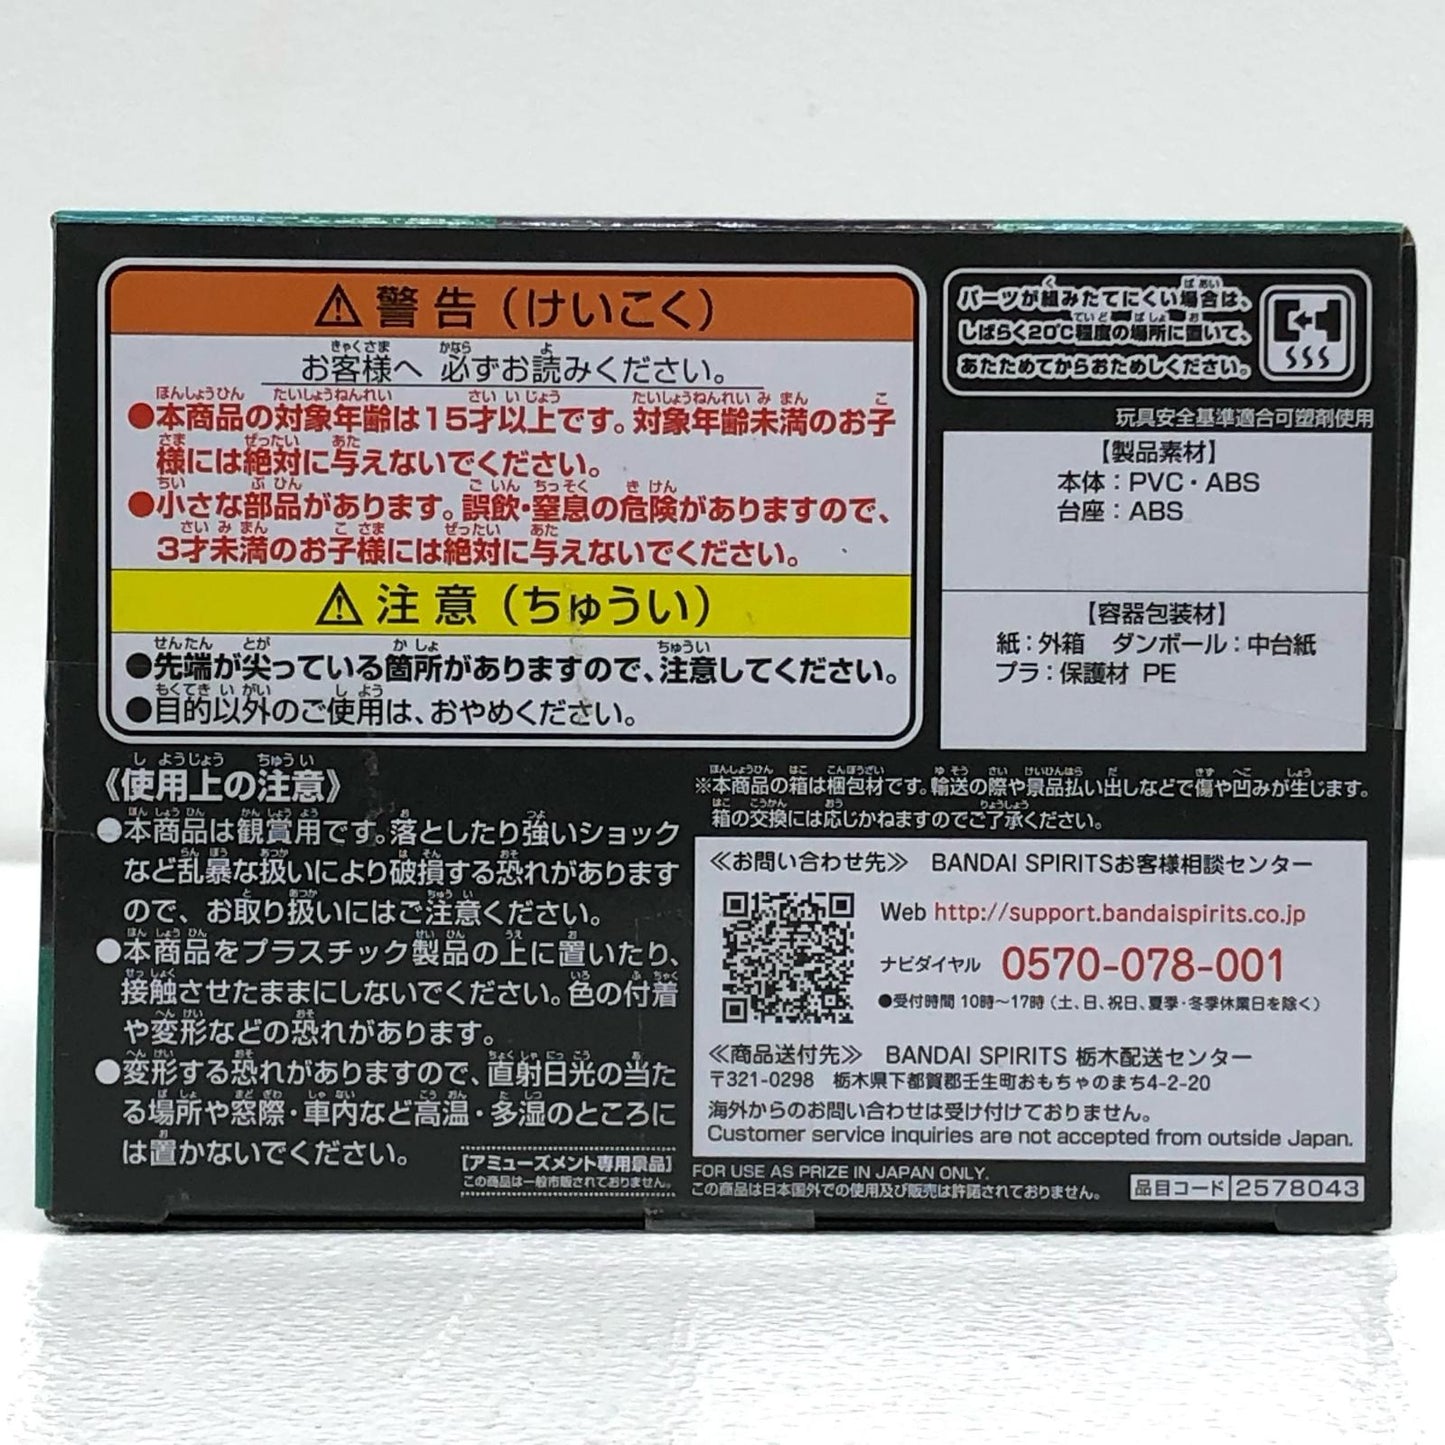 ⚠警告（けいこく）
お客様へ 必ずお読みください。
●本商品の対象年齢は15才以上です。対象年齢未満のお子
様には絶対に与えないでください。
●小さな部品があります。誤飲・窒息の危険がありますので、
3才未満のお子様には絶対に与えないでください。
⚠注意（ちゅうい）
●先端が尖っている箇所がありますので、注意してください。
●目的以外のご使用は、おやめください。
パーツが組みたてにくい場合は、
しばらく20℃程度の場所に置いて、
あたためてからおためしください。
玩具安全基準適合可塑剤使用
【製品素材】
本体：PVC・ABS
台座：ABS
【容器包装材】
紙：外箱　ダンボール：中台紙
プラ：保護材 PE
《使用上の注意》
●本商品は観賞用です。落としたり強いショック
など乱暴な扱いにより破損する恐れがあります
ので、お取り扱いにはご注意ください。
●本商品をプラスチック製品の上に置いたり、
接触させたままにしないでください。色の付着
や変形などの恐れがあります。
●変形する恐れがありますので、直射日光の当た
る場所や窓際・車内など高温・多湿のところに
は置かないでください。
[アミューズメント専用景品]
この商品は一般市販されておりません。
※本商品の箱は梱包材です。輸送の際や景品払い出しなどで傷や凹みが生じます。
箱の交換には応じかねますのでご了承ください。
≪お問い合わせ先≫　BANDAI SPIRITSお客様相談センター
Web http://support.bandaispirits.co.jp
ナビダイヤル 0570-078-001
●受付時間 10時～17時（土、日、祝日、夏季・冬季休業日を除く）
≪商品送付先≫　BANDAI SPIRITS 栃木配送センター
〒321-0298　栃木県下都賀郡壬生町おもちゃのまち4-2-20
海外からのお問い合わせは受け付けておりません。
Customer service inquiries are not accepted from outside Japan.
FOR USE AS PRIZE IN JAPAN ONLY.
この商品は日本国外での使用及び販売は許諾されておりません。
品目コード 2578043